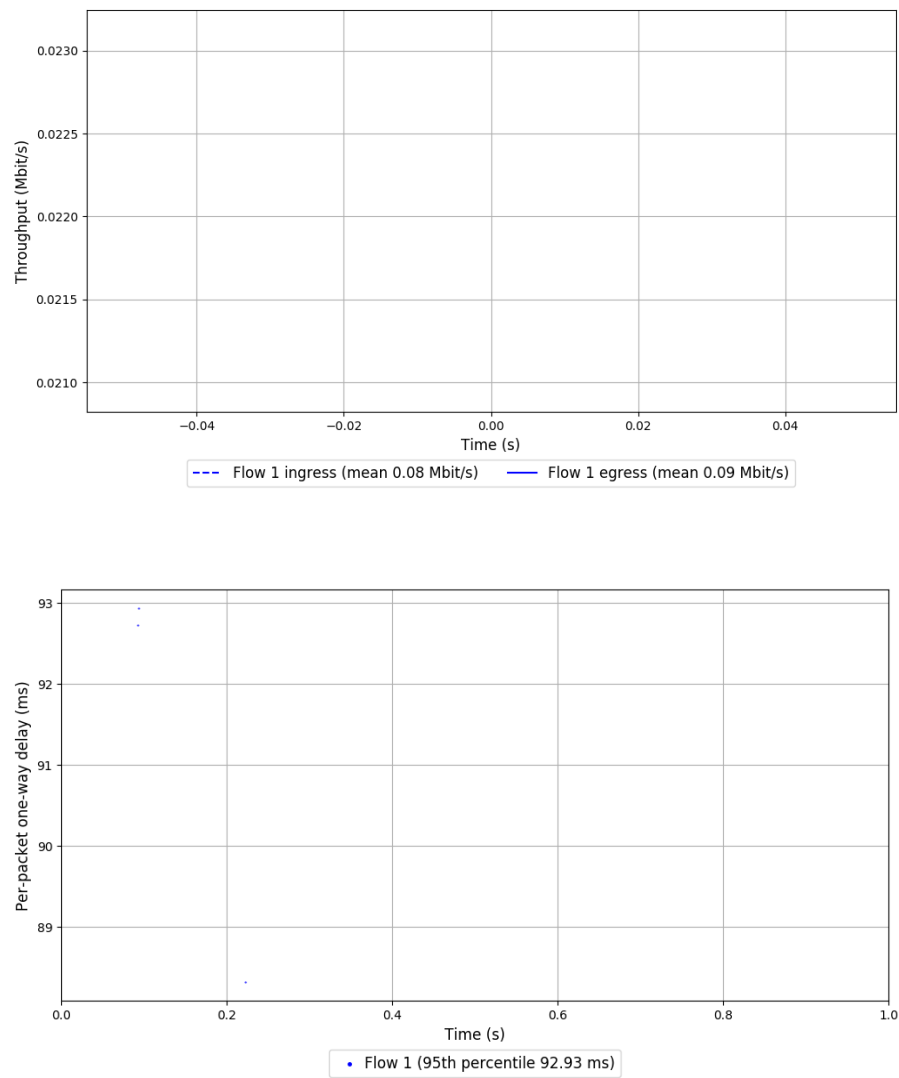 0.0230
0.0225
0.0220
0.0215
0.0210
Throughput (Mbit/s)
−0.04 −0.02 0.00 0.02 0.04
Time (s)
Flow 1 ingress (mean 0.08 Mbit/s) Flow 1 egress (mean 0.09 Mbit/s)
93
92
91
90
89
Per-packet one-way delay (ms)
0.0 0.2 0.4 0.6 0.8 1.0
Time (s)
Flow 1 (95th percentile 92.93 ms)